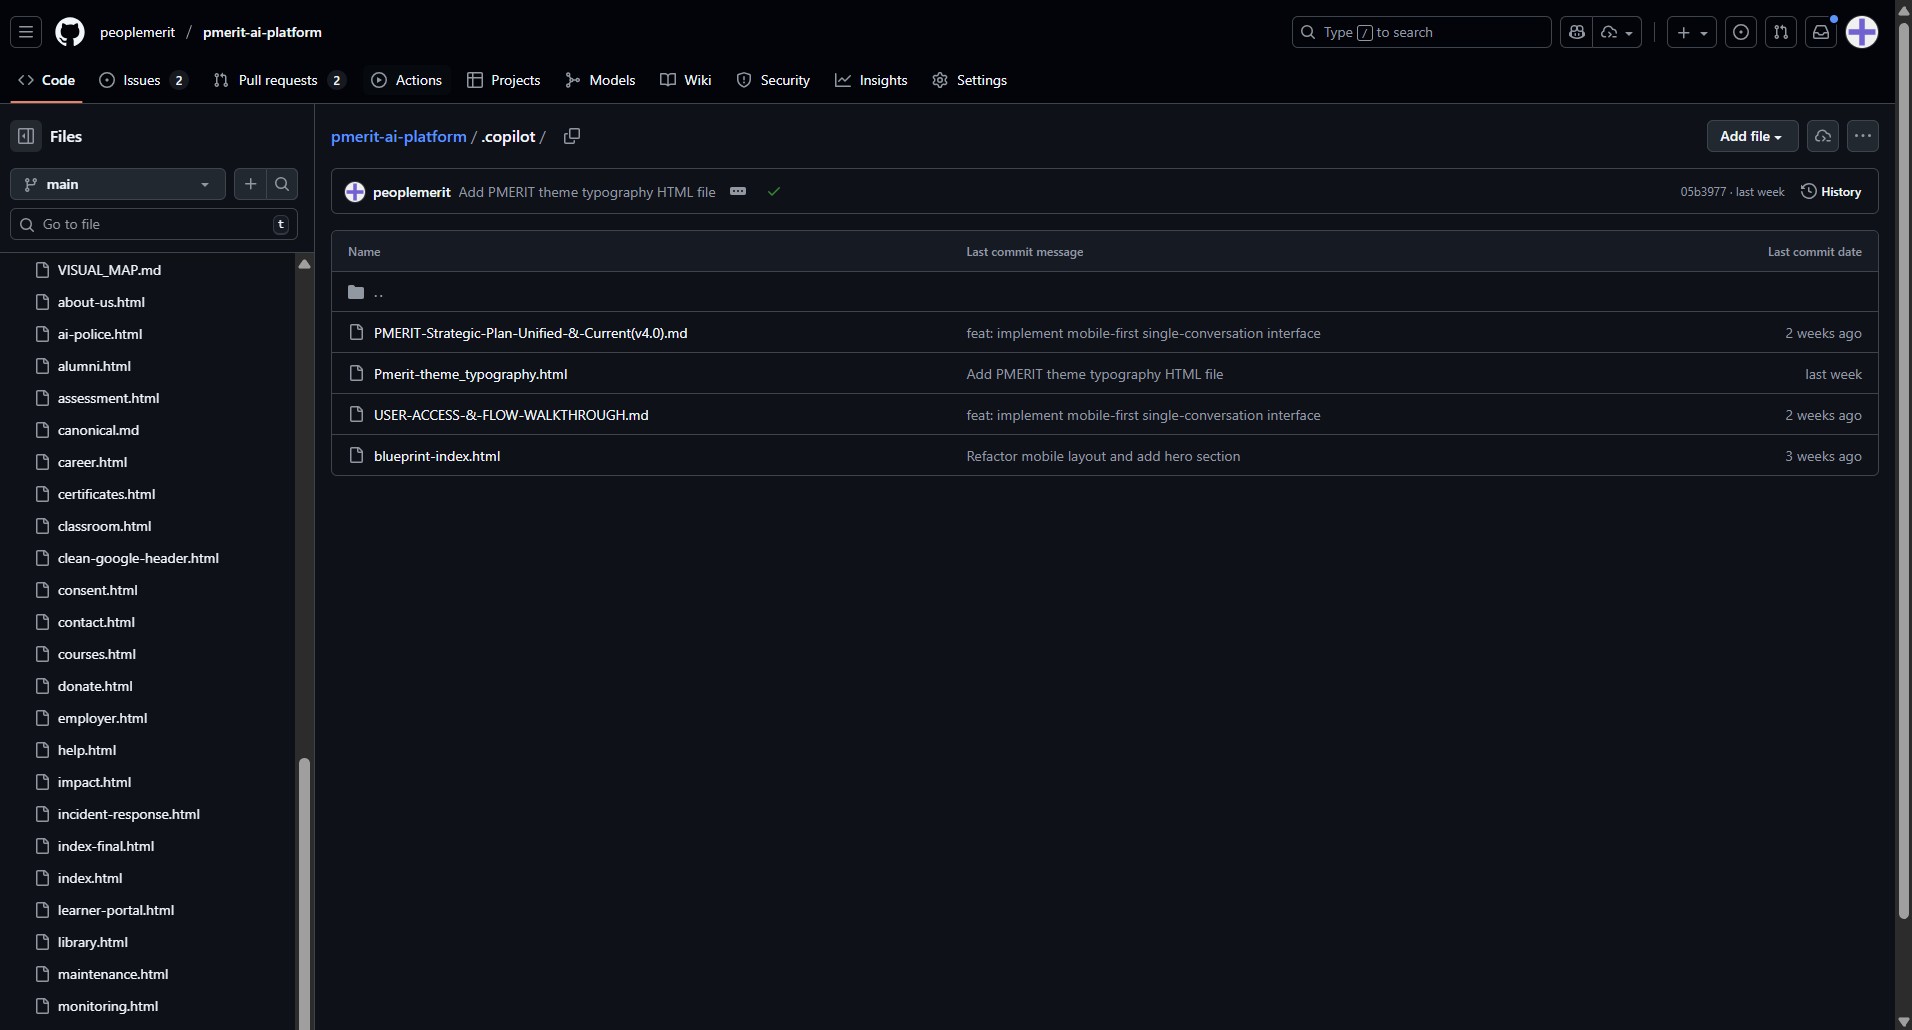 peoplemerit / pmerit-ai-platform
Type / to search
Code
Issues 2
Pull requests 2
Actions
Projects
Models
Wiki
Security
Insights
Settings
Files
main
Go to file
t
VISUAL_MAP.md
about-us.html
ai-police.html
alumni.html
assessment.html
canonical.md
career.html
certificates.html
classroom.html
clean-google-header.html
consent.html
contact.html
courses.html
donate.html
employer.html
help.html
impact.html
incident-response.html
index-final.html
index.html
learner-portal.html
library.html
maintenance.html
monitoring.html
pmerit-ai-platform / .copilot /
Add file
peoplemerit Add PMERIT theme typography HTML file
05b3977 · last week
History
Name Last commit message Last commit date
..
PMERIT-Strategic-Plan-Unified-&-Current(v4.0).md feat: implement mobile-first single-conversation interface 2 weeks ago
Pmerit-theme_typography.html Add PMERIT theme typography HTML file last week
USER-ACCESS-&-FLOW-WALKTHROUGH.md feat: implement mobile-first single-conversation interface 2 weeks ago
blueprint-index.html Refactor mobile layout and add hero section 3 weeks ago